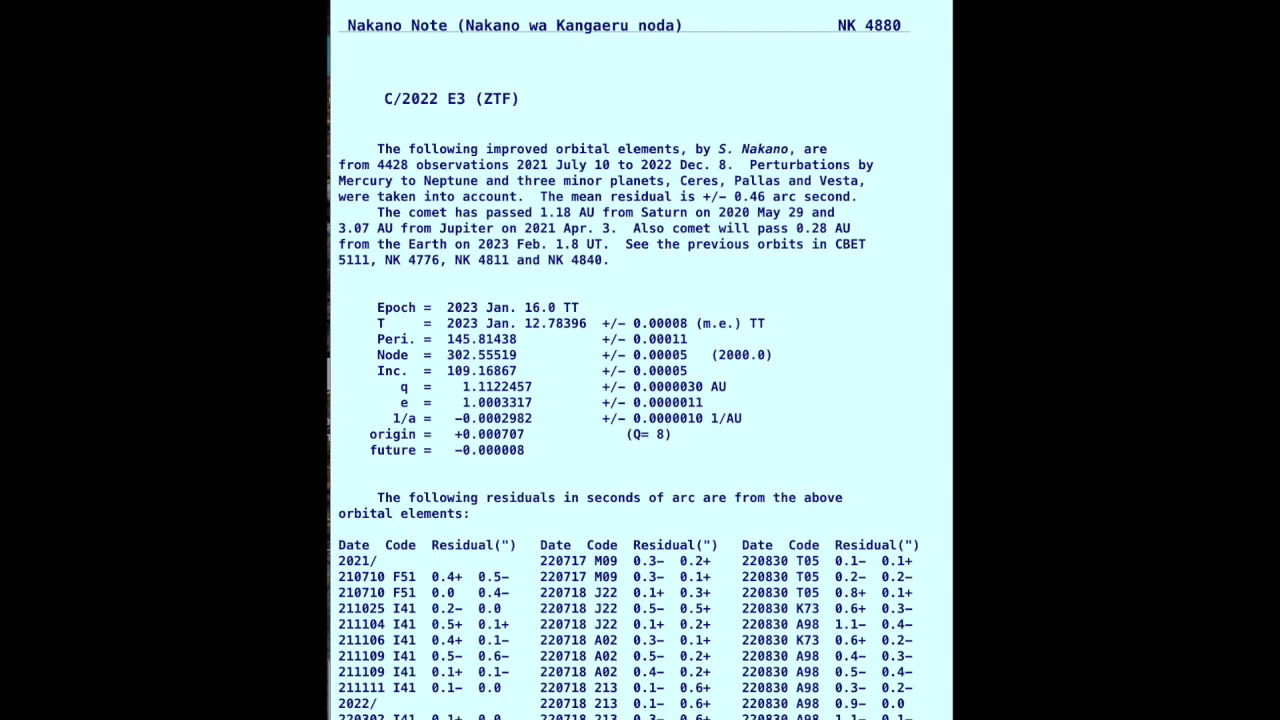 Nakano Note (Nakano wa Kangaeru noda) NK 4880
C/2022 E3 (ZTF)
The following improved orbital elements, by S. Nakano, are
from 4428 observations 2021 July 10 to 2022 Dec. 8. Perturbations by
Mercury to Neptune and three minor planets, Ceres, Pallas and Vesta,
were taken into account. The mean residual is +/- 0.46 arc second.
The comet has passed 1.18 AU from Saturn on 2020 May 29 and
3.07 AU from Jupiter on 2021 Apr. 3. Also comet will pass 0.28 AU
from the Earth on 2023 Feb. 1.8 UT. See the previous orbits in CBET
5111, NK 4776, NK 4811 and NK 4840.
Epoch = 2023 Jan. 16.0 TT
T = 2023 Jan. 12.78396 +/- 0.00008 (m.e.) TT
Peri. = 145.81438 +/- 0.00011
Node = 302.55519 +/- 0.00005 (2000.0)
Inc. = 109.16867 +/- 0.00005
q = 1.1122457 +/- 0.0000030 AU
e = 1.0003317 +/- 0.0000011
1/a = -0.0002982 +/- 0.0000010 1/AU
origin = +0.000707 (Q= 8)
future = -0.000008
The following residuals in seconds of arc are from the above
orbital elements:
Date Code Residual(") Date Code Residual(") Date Code Residual(")
2021/ 220717 M09 0.3- 0.2+ 220830 T05 0.1- 0.1+
210710 F51 0.4+ 0.5- 220717 M09 0.3- 0.1+ 220830 T05 0.2- 0.2-
210710 F51 0.0 0.4- 220718 J22 0.1+ 0.3+ 220830 T05 0.8+ 0.1+
211025 I41 0.2- 0.0 220718 J22 0.5- 0.5+ 220830 K73 0.6+ 0.3-
211104 I41 0.5+ 0.1+ 220718 J22 0.1+ 0.2+ 220830 A98 1.1- 0.4-
211106 I41 0.4+ 0.1- 220718 A02 0.3- 0.1+ 220830 K73 0.6+ 0.2-
211109 I41 0.5- 0.6- 220718 A02 0.5- 0.2+ 220830 A98 0.4- 0.3-
211109 I41 0.1+ 0.1- 220718 A02 0.4- 0.2+ 220830 A98 0.5- 0.4-
211111 I41 0.1- 0.0 220718 213 0.1- 0.6+ 220830 A98 0.3- 0.2-
2022/ 220718 213 0.1- 0.6+ 220830 A98 0.9- 0.0
220302 I41 0.1+ 0.0 220718 213 0.3- 0.6+ 220830 A98 1.1- 0.1-